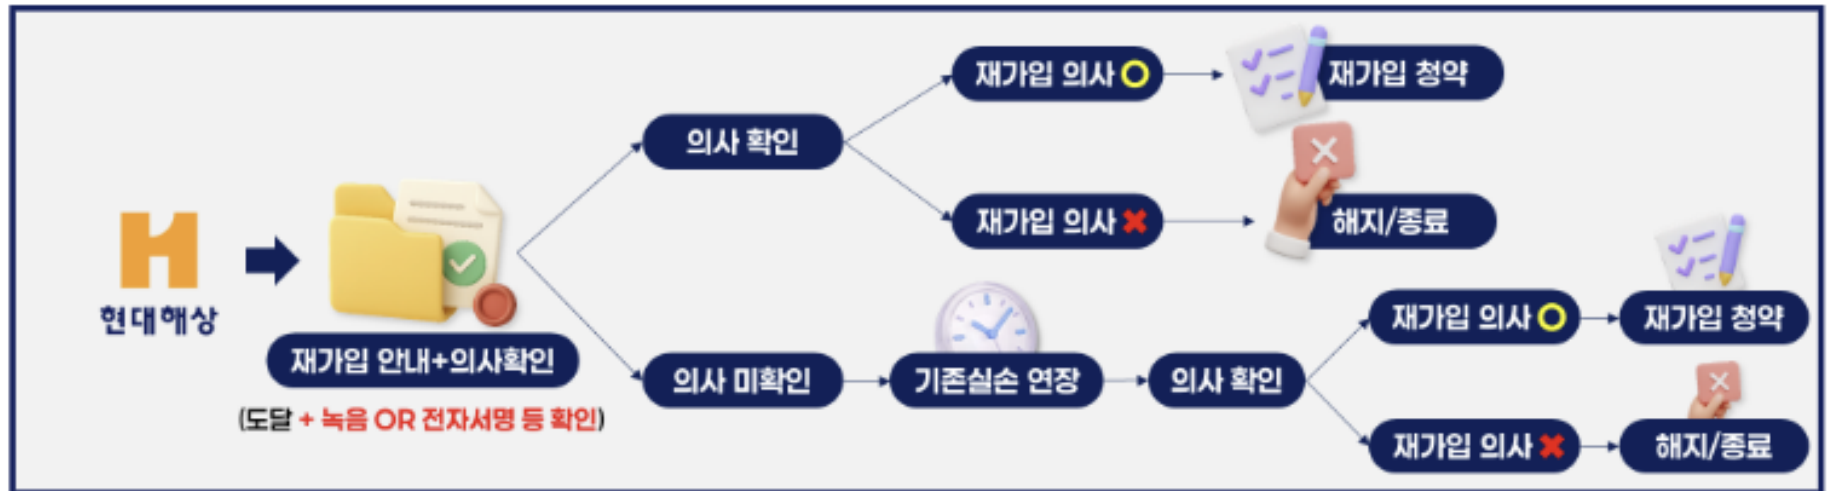 현대해상
재가입 안내+의사확인
(도달 + 녹음 OR 전자서명 등 확인)
의사 확인
재가입 의사 O
재가입 청약
재가입 의사 ✖
해지/종료
의사 미확인
기존실손 연장
의사 확인
재가입 의사 O
재가입 청약
재가입 의사 ✖
해지/종료